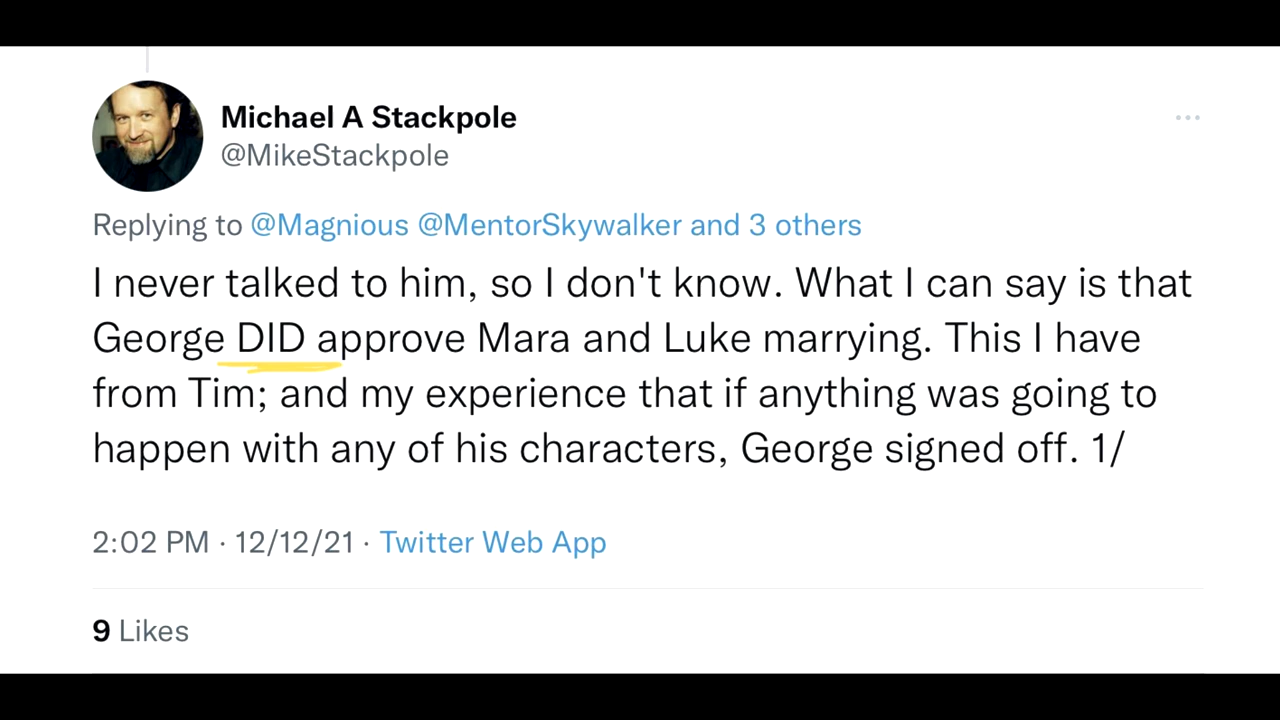 Michael A Stackpole
@MikeStackpole
Replying to @Magnious @MentorSkywalker and 3 others
I never talked to him, so I don't know. What I can say is that
George DID approve Mara and Luke marrying. This I have
from Tim; and my experience that if anything was going to
happen with any of his characters, George signed off. 1/
2:02 PM · 12/12/21 · Twitter Web App
9 Likes